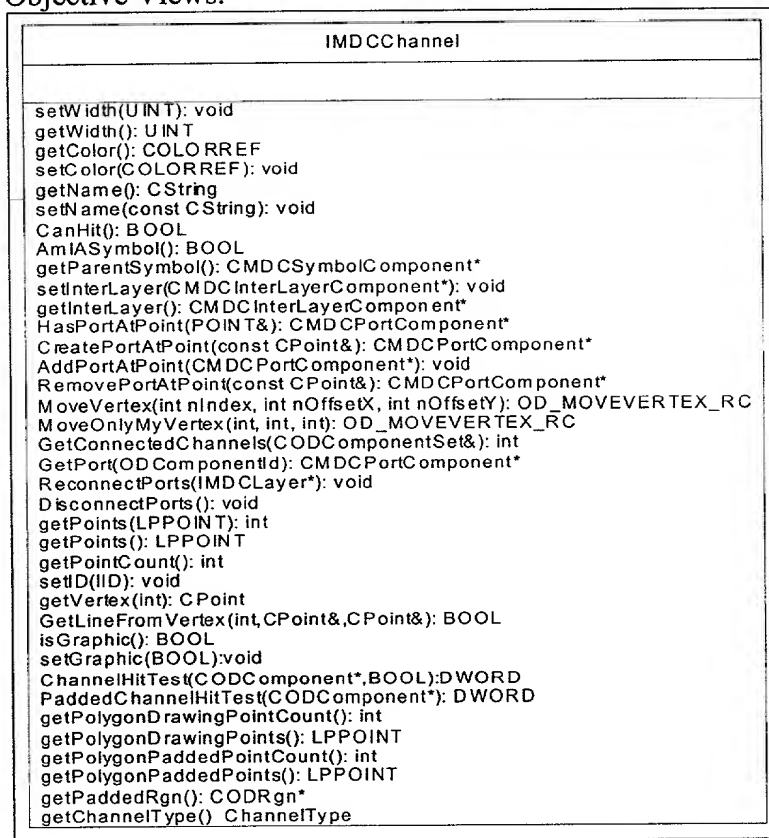 Objective Views.
IMDCChannel
setWidth(UINT): void
getWidth(): UINT
getColor(): COLORREF
setColor(COLORREF): void
getName(): CString
setName(const CString): void
CanHit(): BOOL
AmIASymbol(): BOOL
getParentSymbol(): CMDCSymbolComponent*
setInterLayer(CMDCInterLayerComponent*): void
getInterLayer(): CMDCInterLayerComponent*
HasPortAtPoint(POINT&): CMDCPortComponent*
CreatePortAtPoint(const CPoint&): CMDCPortComponent*
AddPortAtPoint(CMDCPortComponent*): void
RemovePortAtPoint(const CPoint&): CMDCPortComponent*
MoveVertex(int nIndex, int nOffsetX, int nOffsetY): OD_MOVEVERTEX_RC
MoveOnlyMyVertex(int, int, int): OD_MOVEVERTEX_RC
GetConnectedChannels(CODComponentSet&): int
GetPort(ODComponentId): CMDCPortComponent*
ReconnectPorts(IMDCLayer*): void
DisconnectPorts(): void
getPoints(LPPOINT): int
getPoints(): LPPOINT
getPointCount(): int
setID(IID): void
getVertex(int): CPoint
GetLineFromVertex(int,CPoint&,CPoint&): BOOL
isGraphic(): BOOL
setGraphic(BOOL):void
ChannelHitTest(CODComponent*,BOOL):DWORD
PaddedChannelHitTest(CODComponent*): DWORD
getPolygonDrawingPointCount(): int
getPolygonDrawingPoints(): LPPOINT
getPolygonPaddedPointCount(): int
getPolygonPaddedPoints(): LPPOINT
getPaddedRgn(): CODRgn*
getChannelType() ChannelType